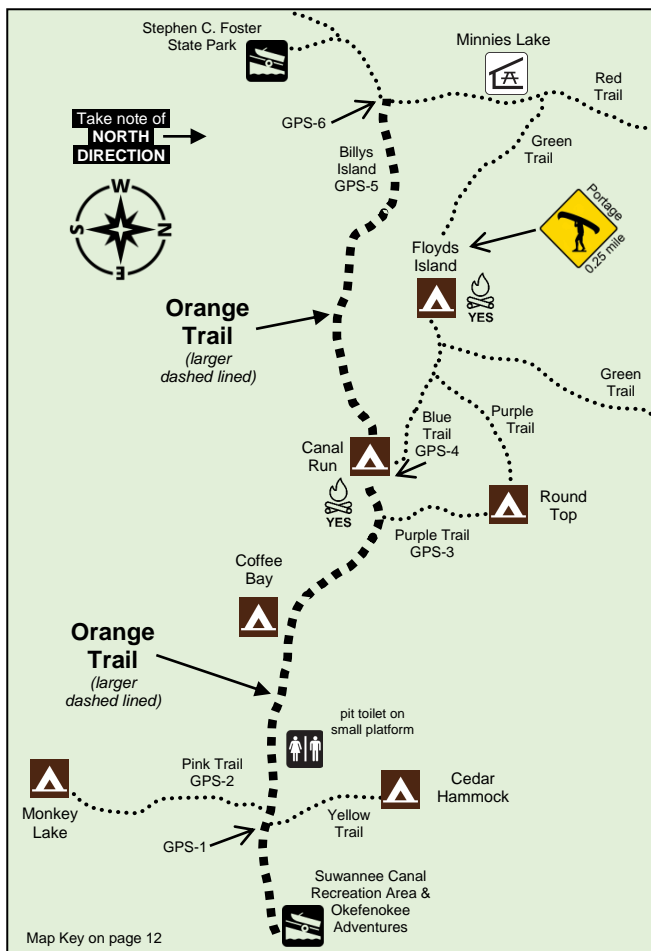 Stephen C. Foster
State Park
Minnies Lake
Red
Trail
GPS-6
Take note of
NORTH
DIRECTION
Green
Trail
Billys
Island
GPS-5
W
S
N
E
Portage
0.25 mile
Floyds
Island
YES
Orange
Trail
(larger
dashed lined)
Green
Trail
Blue
Trail
GPS-4
Purple
Trail
Canal
Run
YES
Round
Top
Purple Trail
GPS-3
Coffee
Bay
Orange
Trail
(larger
dashed lined)
pit toilet on
small platform
Pink Trail
GPS-2
Cedar
Hammock
Monkey
Lake
Yellow
Trail
GPS-1
Suwannee Canal
Recreation Area &
Okefenokee
Adventures
Map Key on page 12